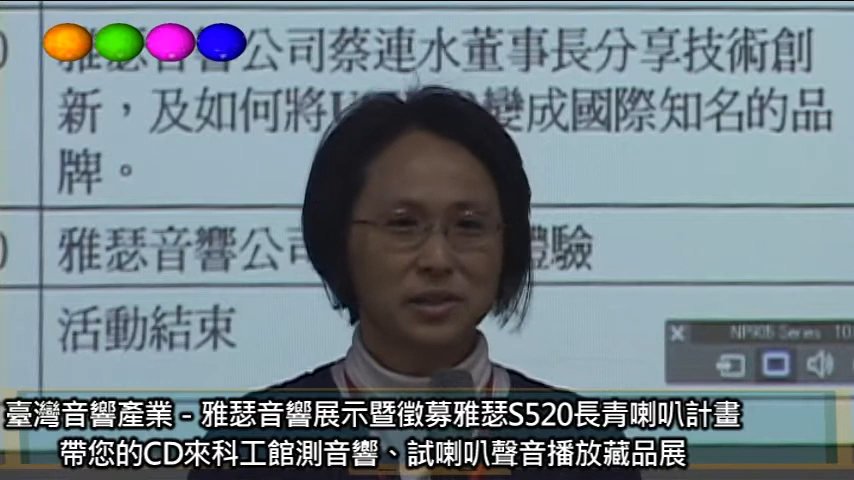 雅瑟音響公司蔡連水董事長分享技術創
新，及如何將 變成國際知名的品
牌。
雅瑟音響公 體驗
活動結束
NP905 Series
臺灣音響產業－雅瑟音響展示暨徵募雅瑟S520長青喇叭計畫
帶您的CD來科工館測音響、試喇叭聲音播放藏品展